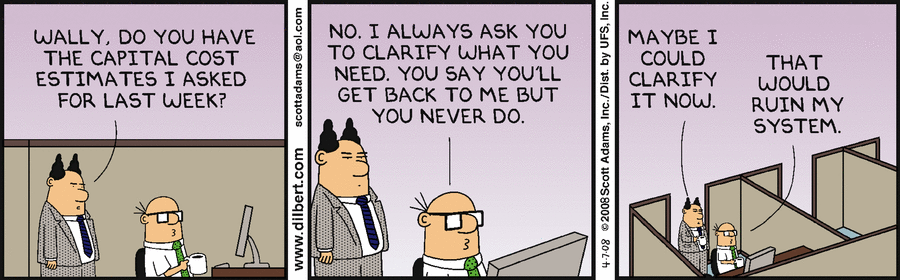 WALLY, DO YOU HAVE
THE CAPITAL COST
ESTIMATES I ASKED
FOR LAST WEEK?
www.dilbert.com
scottadams@aol.com
NO. I ALWAYS ASK YOU
TO CLARIFY WHAT YOU
NEED. YOU SAY YOU'LL
GET BACK TO ME BUT
YOU NEVER DO.
4-7-08 © 2008 Scott Adams, Inc./Dist. by UFS, Inc.
MAYBE I
COULD
CLARIFY
IT NOW.
THAT
WOULD
RUIN MY
SYSTEM.